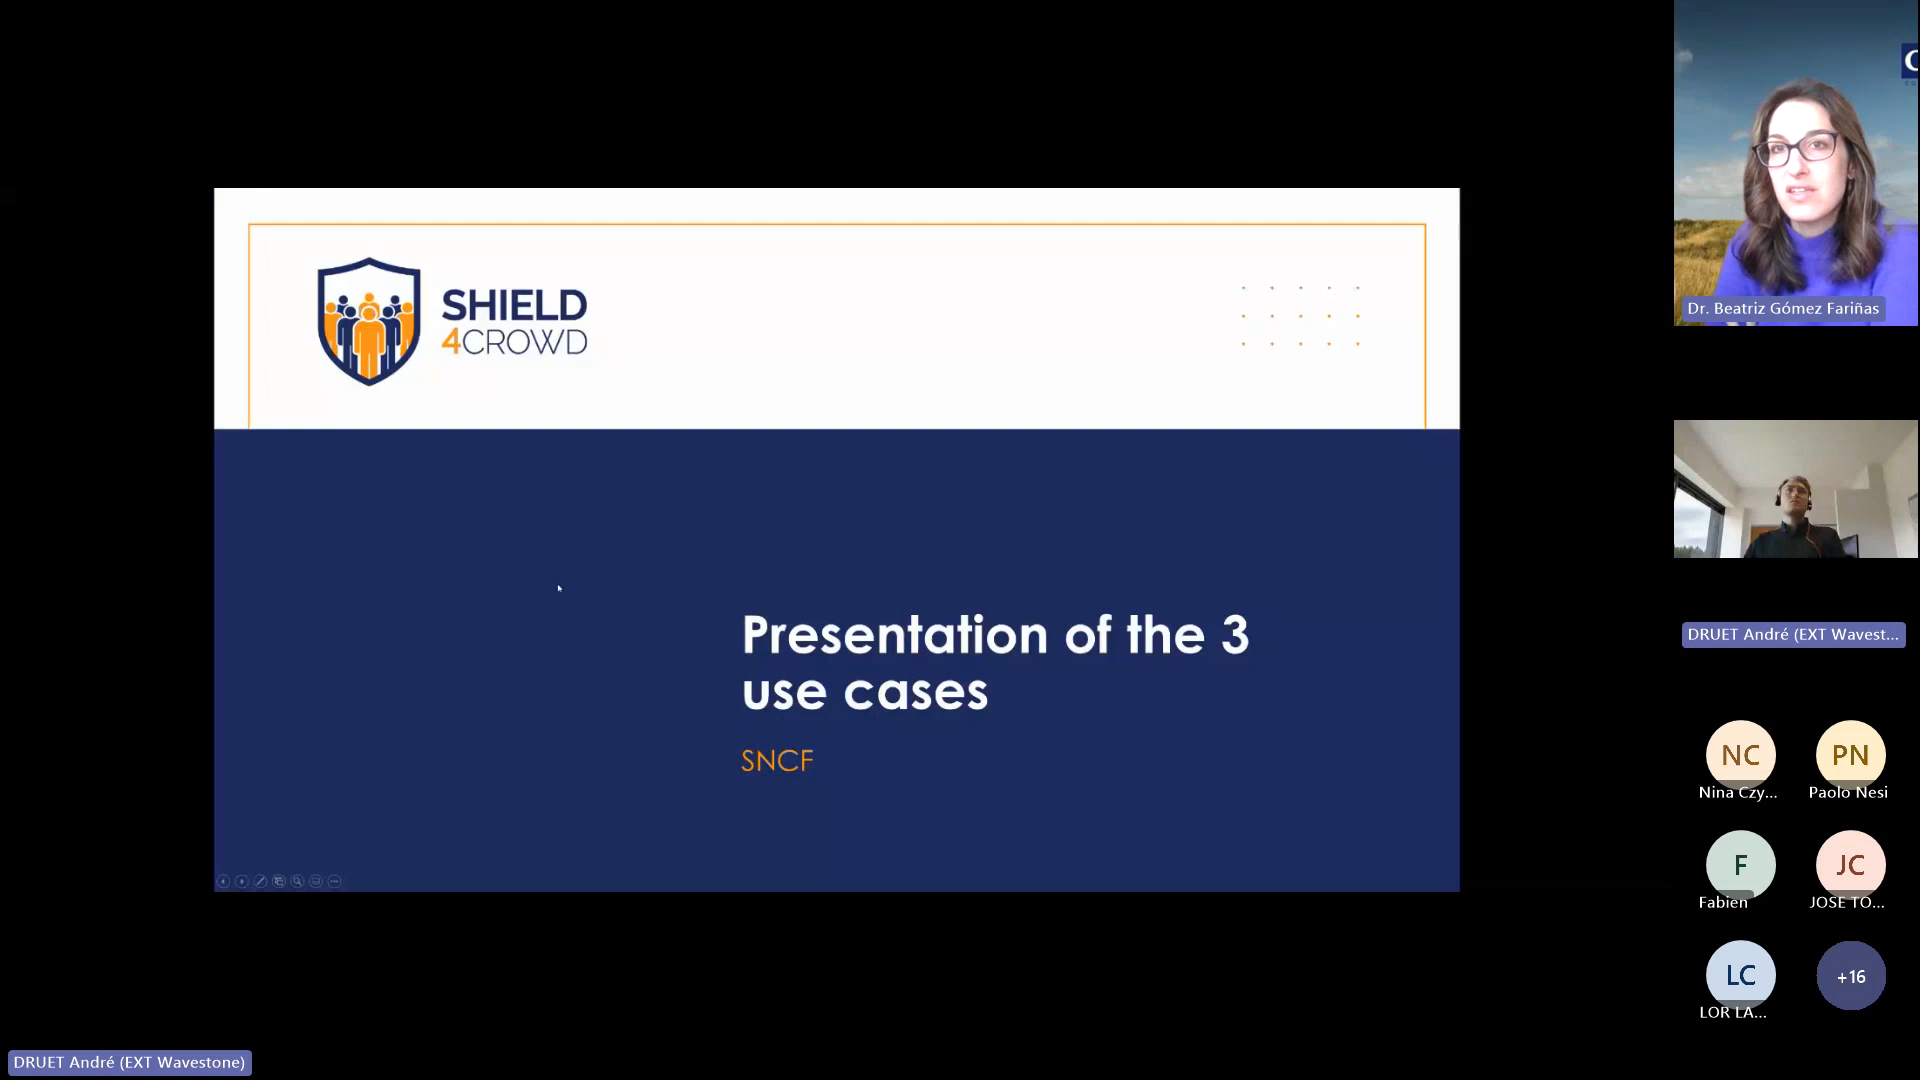 SHIELD
4CROWD
Presentation of the 3
use cases
SNCF
Dr. Beatriz Gómez Fariñas
DRUET André (EXT Wavest...
NC
Nina Czy...
PN
Paolo Nesi
F
Fabien
JC
JOSE TO...
LC
LOR LA...
+16
DRUET André (EXT Wavestone)